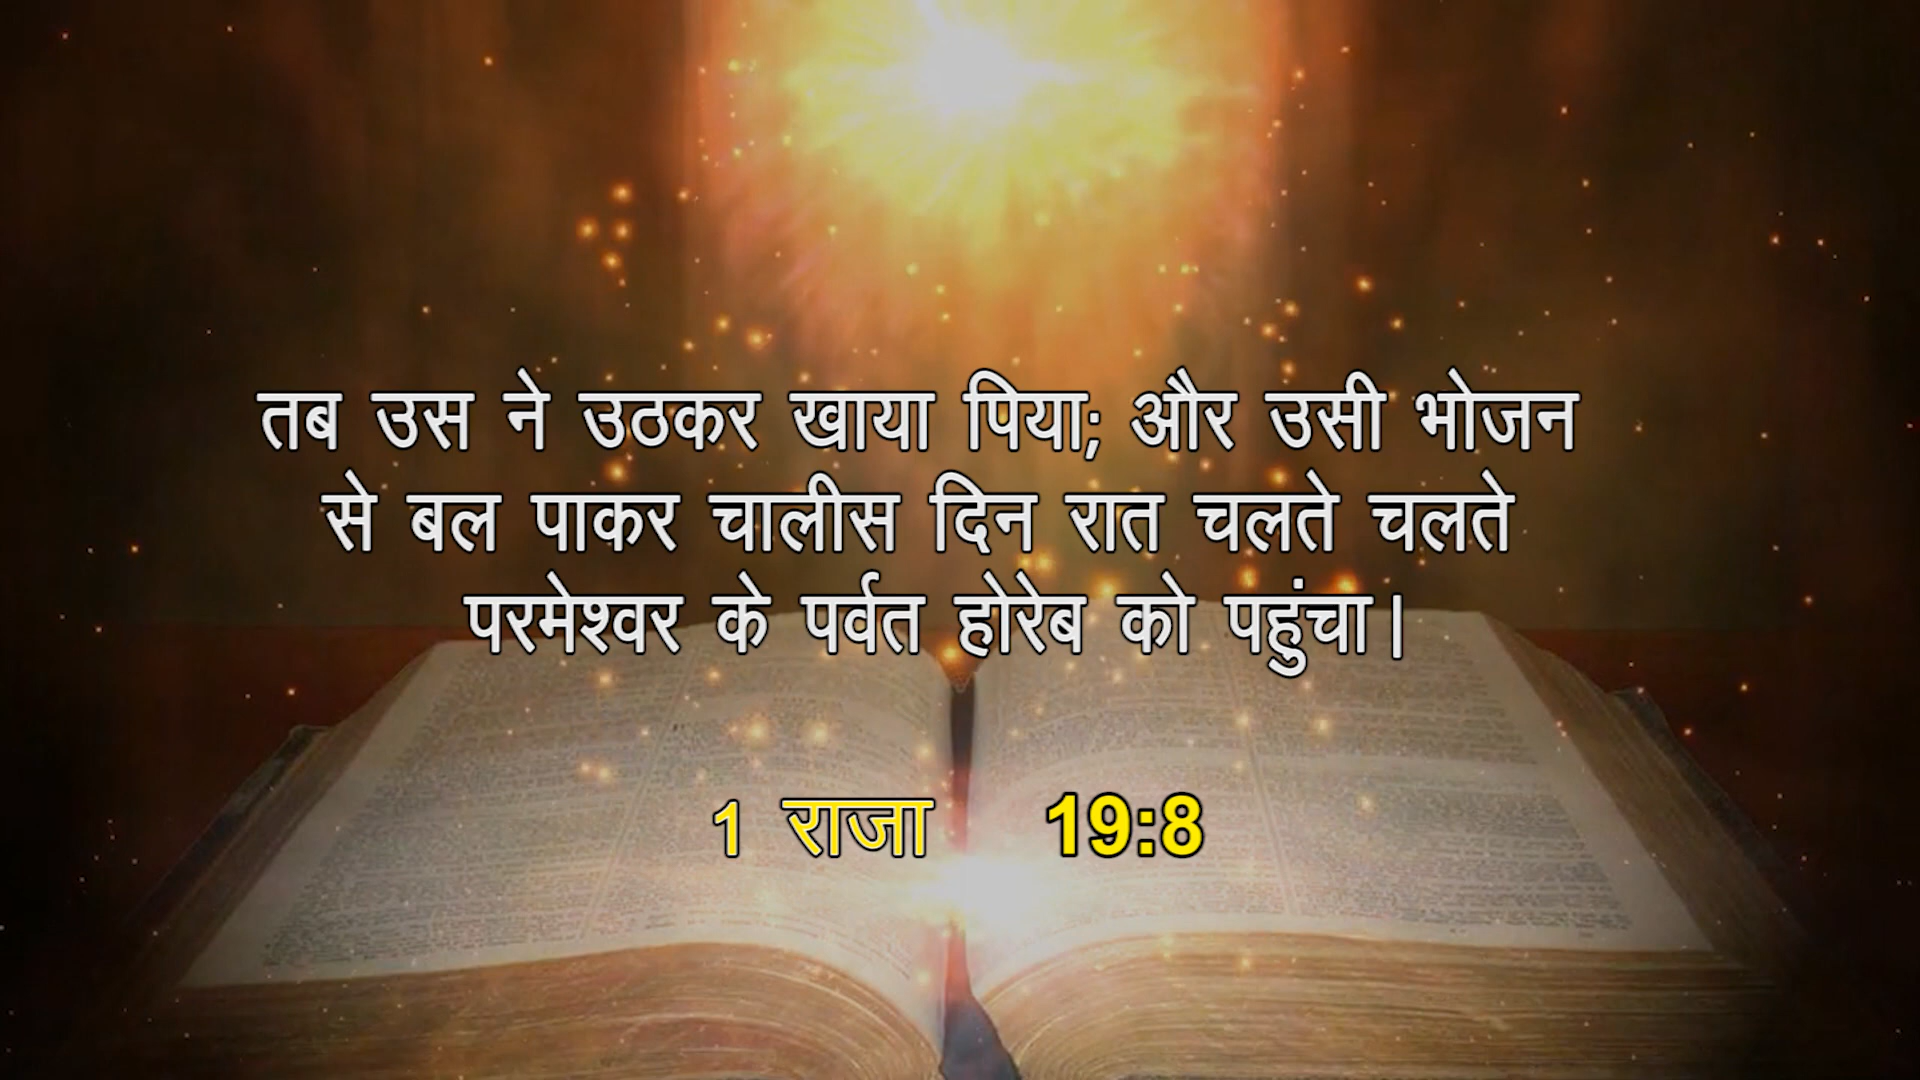 तब उस ने उठकर खाया पिया; और उसी भोजन
से बल पाकर चालीस दिन रात चलते चलते
परमेश्वर के पर्वत होरेब को पहुंचा।
1 राजा 19:8